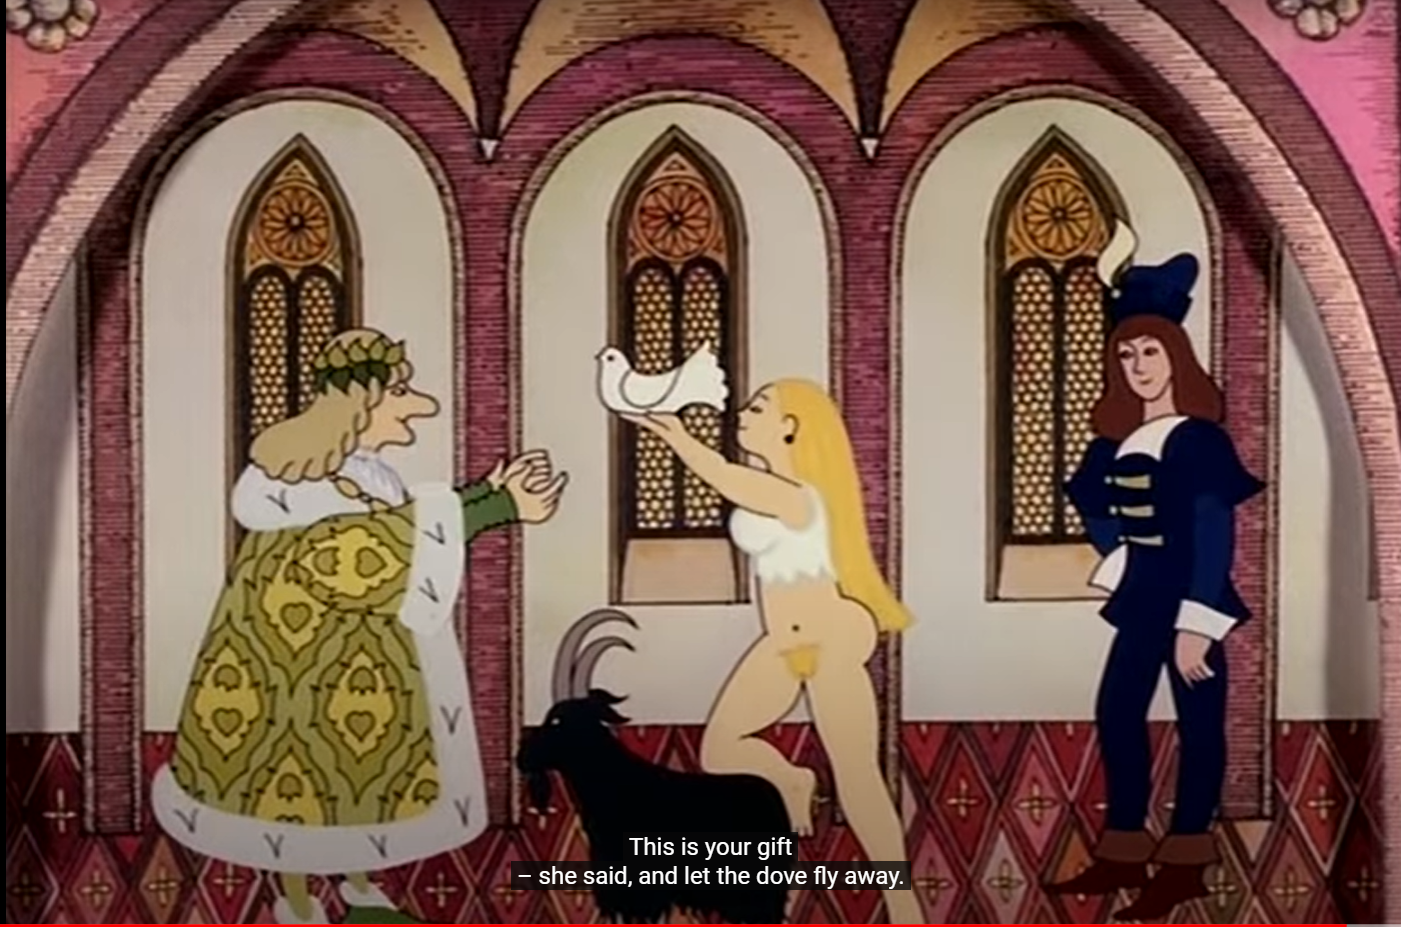 This is your gift
– she said, and let the dove fly away.